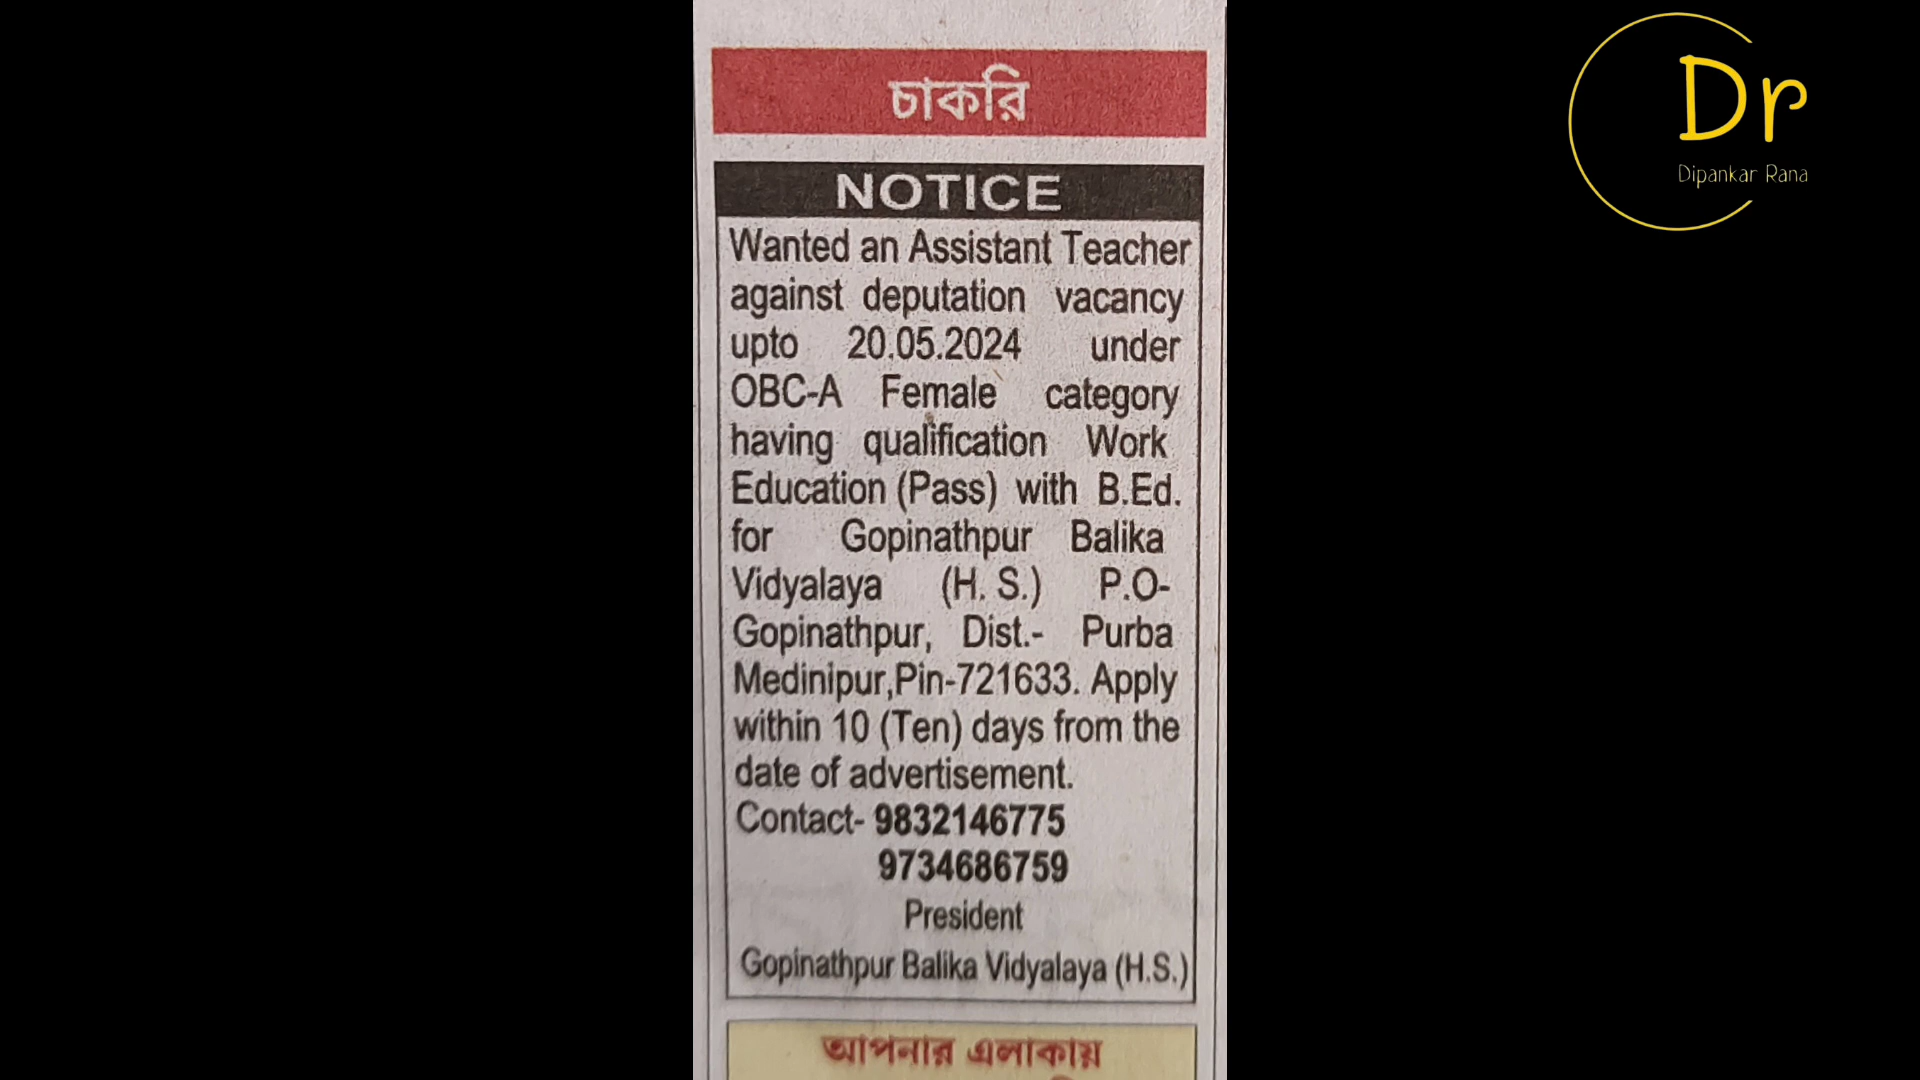 চাকরি
NOTICE
Wanted an Assistant Teacher
against deputation vacancy
upto 20.05.2024 under
OBC-A Female category
having qualification Work
Education (Pass) with B.Ed.
for Gopinathpur Balika
Vidyalaya (H. S.) P.O-
Gopinathpur, Dist.- Purba
Medinipur,Pin-721633. Apply
within 10 (Ten) days from the
date of advertisement.
Contact- 9832146775
9734686759
President
Gopinathpur Balika Vidyalaya (H.S.)
আপনার এলাকায়
Dr
Dipankar Rana